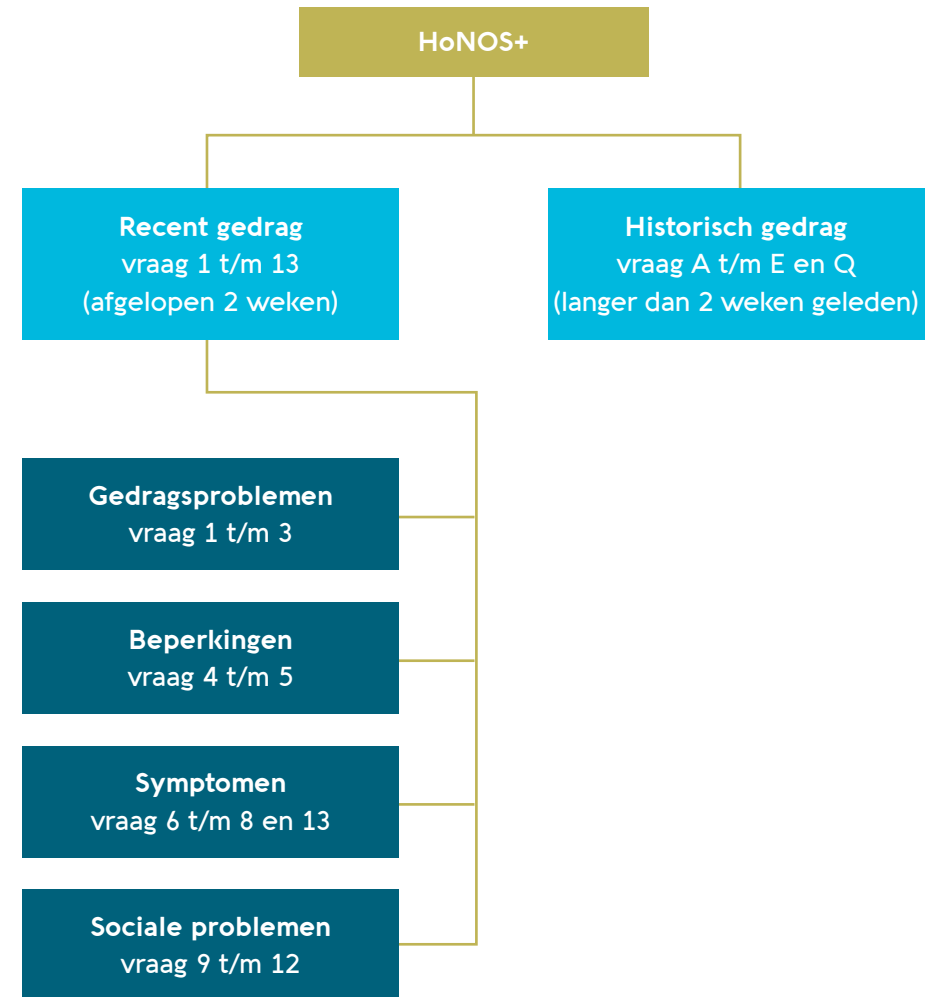 HoNOS+
Recent gedrag
vraag 1 t/m 13
(afgelopen 2 weken)
Historisch gedrag
vraag A t/m E en Q
(langer dan 2 weken geleden)
Gedragsproblemen
vraag 1 t/m 3
Beperkingen
vraag 4 t/m 5
Symptomen
vraag 6 t/m 8 en 13
Sociale problemen
vraag 9 t/m 12